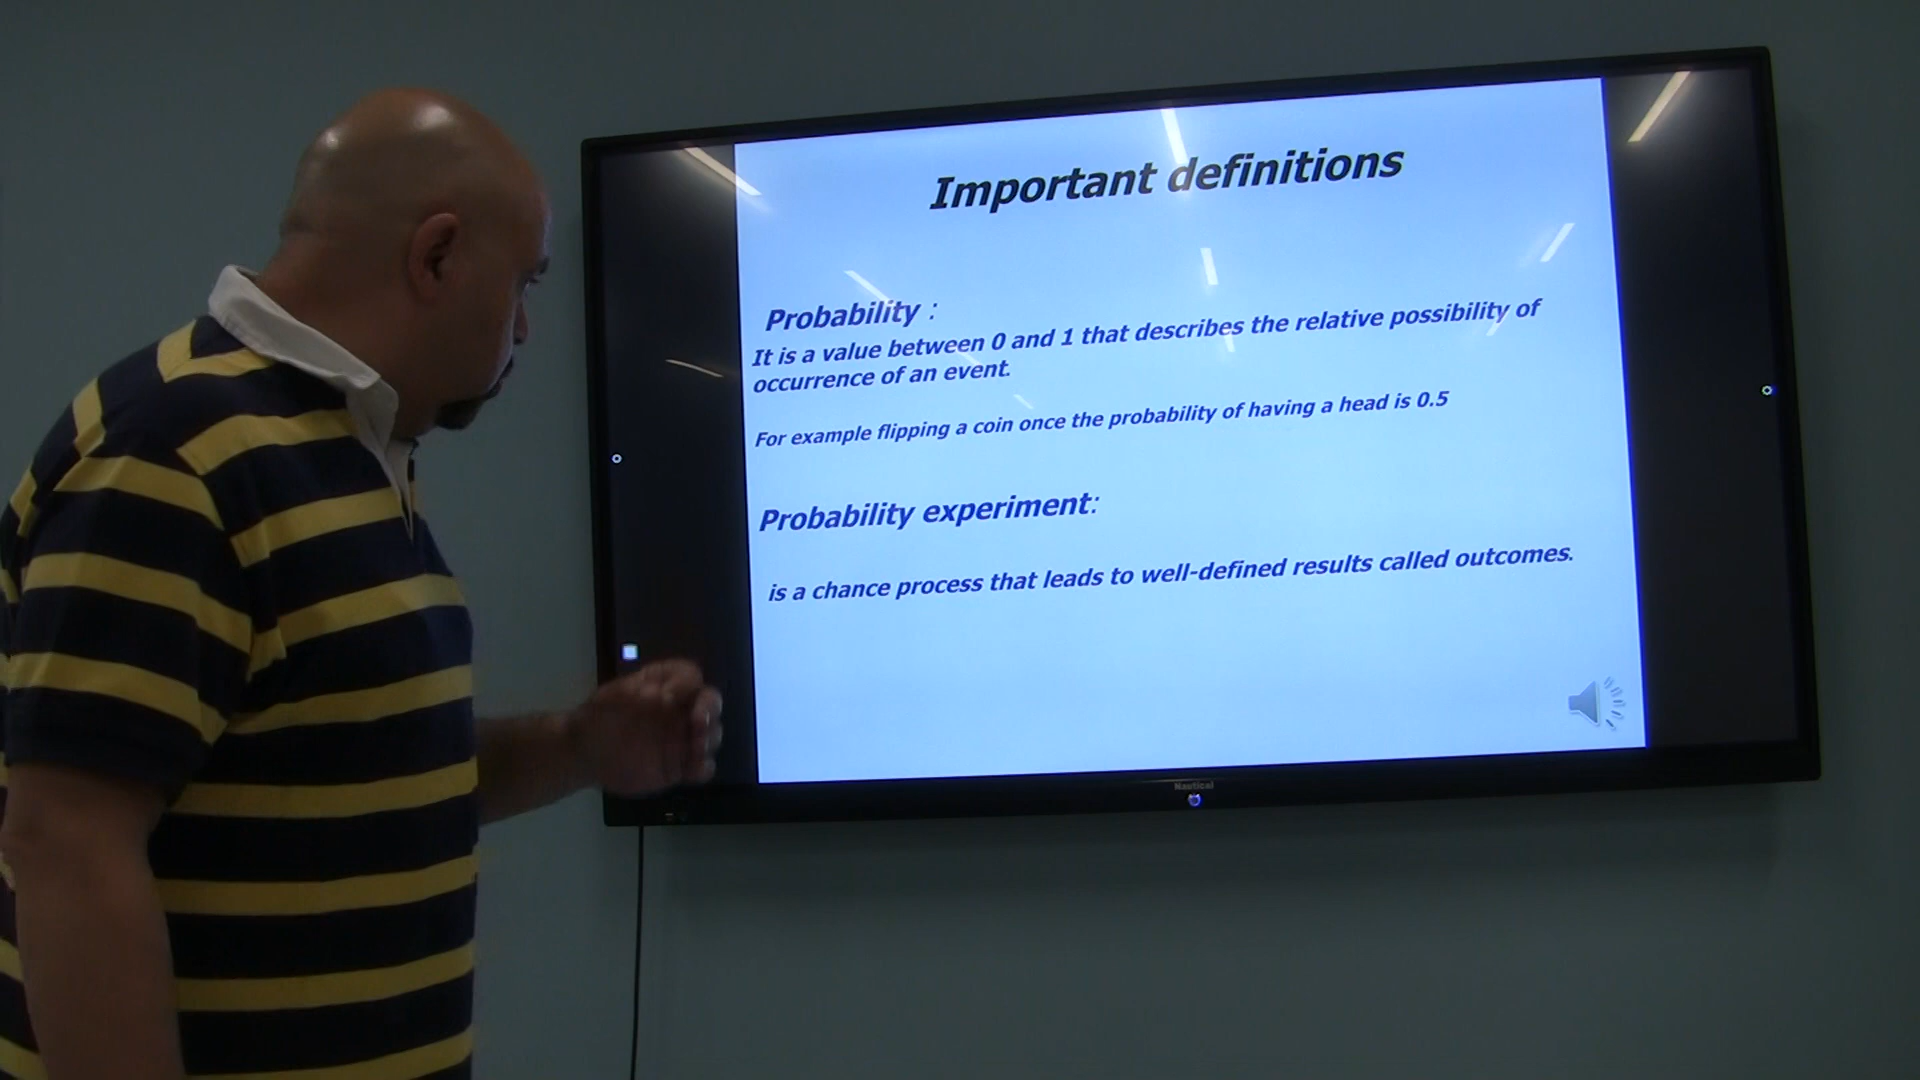 Important definitions
Probability :
It is a value between 0 and 1 that describes the relative possibility of
occurrence of an event.
For example flipping a coin once the probability of having a head is 0.5
Probability experiment:
is a chance process that leads to well-defined results called outcomes.
Nautical